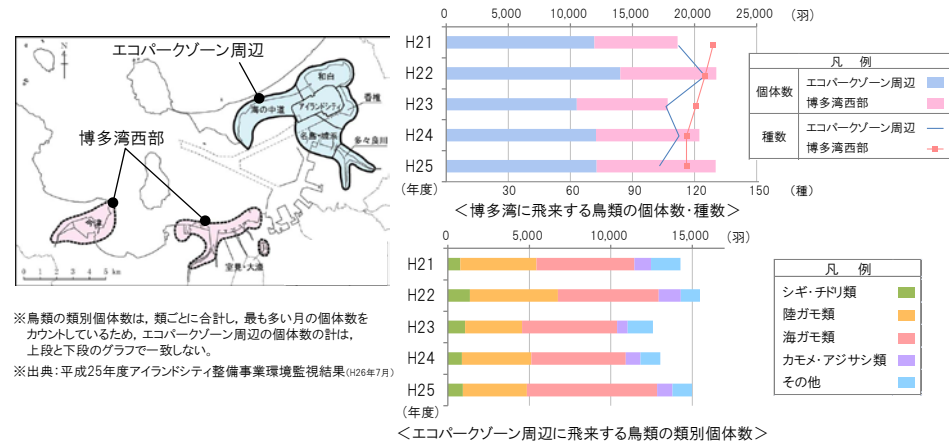 エコパークゾーン周辺
N
4
和白
海の中道
アイランドシティ
香椎
名島・城浜
多々良川
博多湾西部
今津
室見・大濠
0 1 2 3 4 5 km
※鳥類の類別個体数は，類ごとに合計し，最も多い月の個体数を
カウントしているため，エコパークゾーン周辺の個体数の計は，
上段と下段のグラフで一致しない。
※出典：平成25年度アイランドシティ整備事業環境監視結果(H26年7月)
0 5,000 10,000 15,000 20,000 25,000 (羽)
H21
H22
H23
H24
H25
(年度)
30 60 90 120 150 (種)
凡 例
個体数 エコパークゾーン周辺
博多湾西部
種数 エコパークゾーン周辺
博多湾西部
＜博多湾に飛来する鳥類の個体数・種数＞
0 5,000 10,000 15,000 (羽)
H21
H22
H23
H24
H25
(年度)
凡 例
シギ・チドリ類
陸ガモ類
海ガモ類
カモメ・アジサシ類
その他
＜エコパークゾーン周辺に飛来する鳥類の類別個体数＞